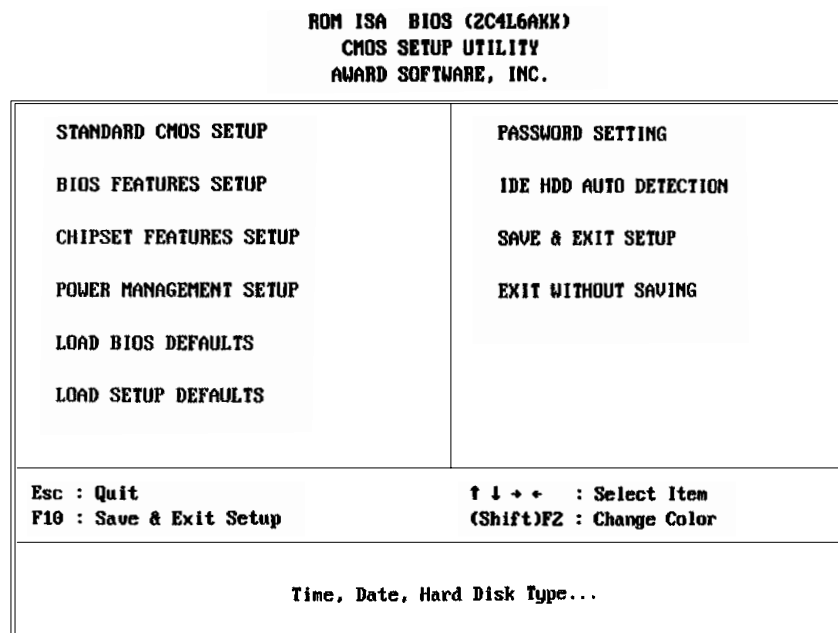 ROM ISA BIOS (2C4L6AKK)
CMOS SETUP UTILITY
AWARD SOFTWARE, INC.
STANDARD CMOS SETUP
BIOS FEATURES SETUP
CHIPSET FEATURES SETUP
POWER MANAGEMENT SETUP
LOAD BIOS DEFAULTS
LOAD SETUP DEFAULTS
PASSWORD SETTING
IDE HDD AUTO DETECTION
SAVE & EXIT SETUP
EXIT WITHOUT SAVING
Esc : Quit
F10 : Save & Exit Setup
↑ ↓ → ← : Select Item
(Shift)F2 : Change Color
Time, Date, Hard Disk Type...